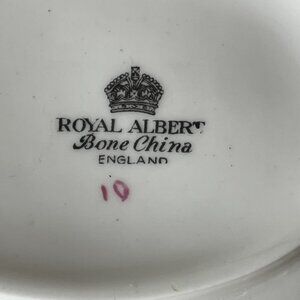 ROYAL ALBERT
Bone China
ENGLAND
10